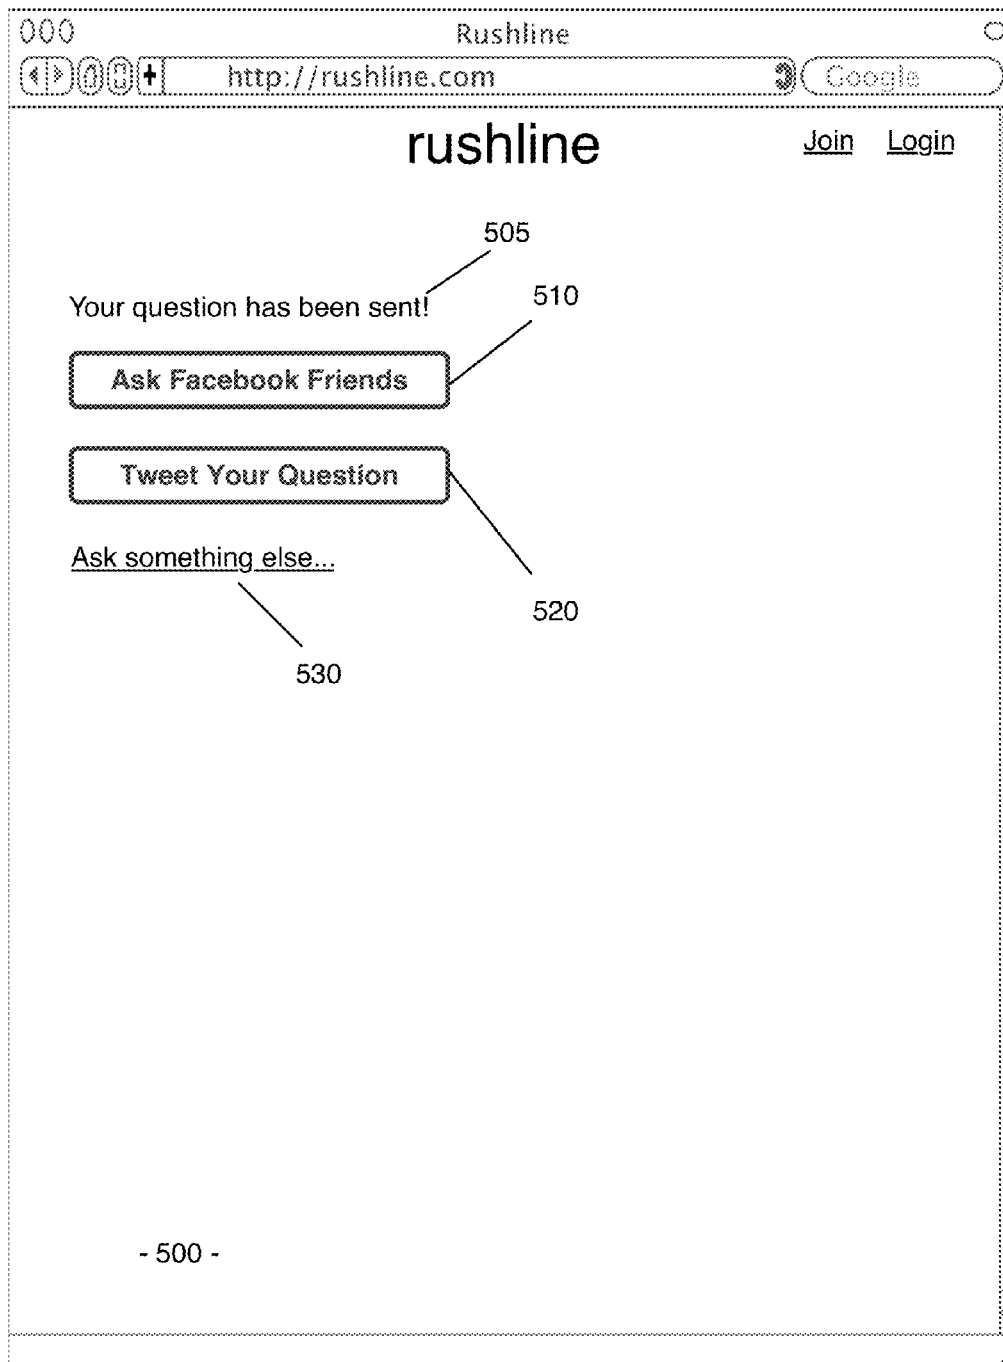 Rushline
http://rushline.com
Google
rushline
Join Login
505
Your question has been sent!
510
Ask Facebook Friends
Tweet Your Question
Ask something else...
520
530
- 500 -